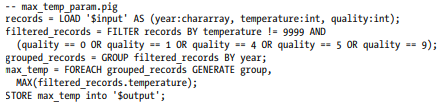 -- max_temp_param.pig
records = LOAD '$input' AS (year:chararray, temperature:int, quality:int);
filtered_records = FILTER records BY temperature != 9999 AND
(quality == 0 OR quality == 1 OR quality == 4 OR quality == 5 OR quality == 9);
grouped_records = GROUP filtered_records BY year;
max_temp = FOREACH grouped_records GENERATE group,
MAX(filtered_records.temperature);
STORE max_temp into '$output';